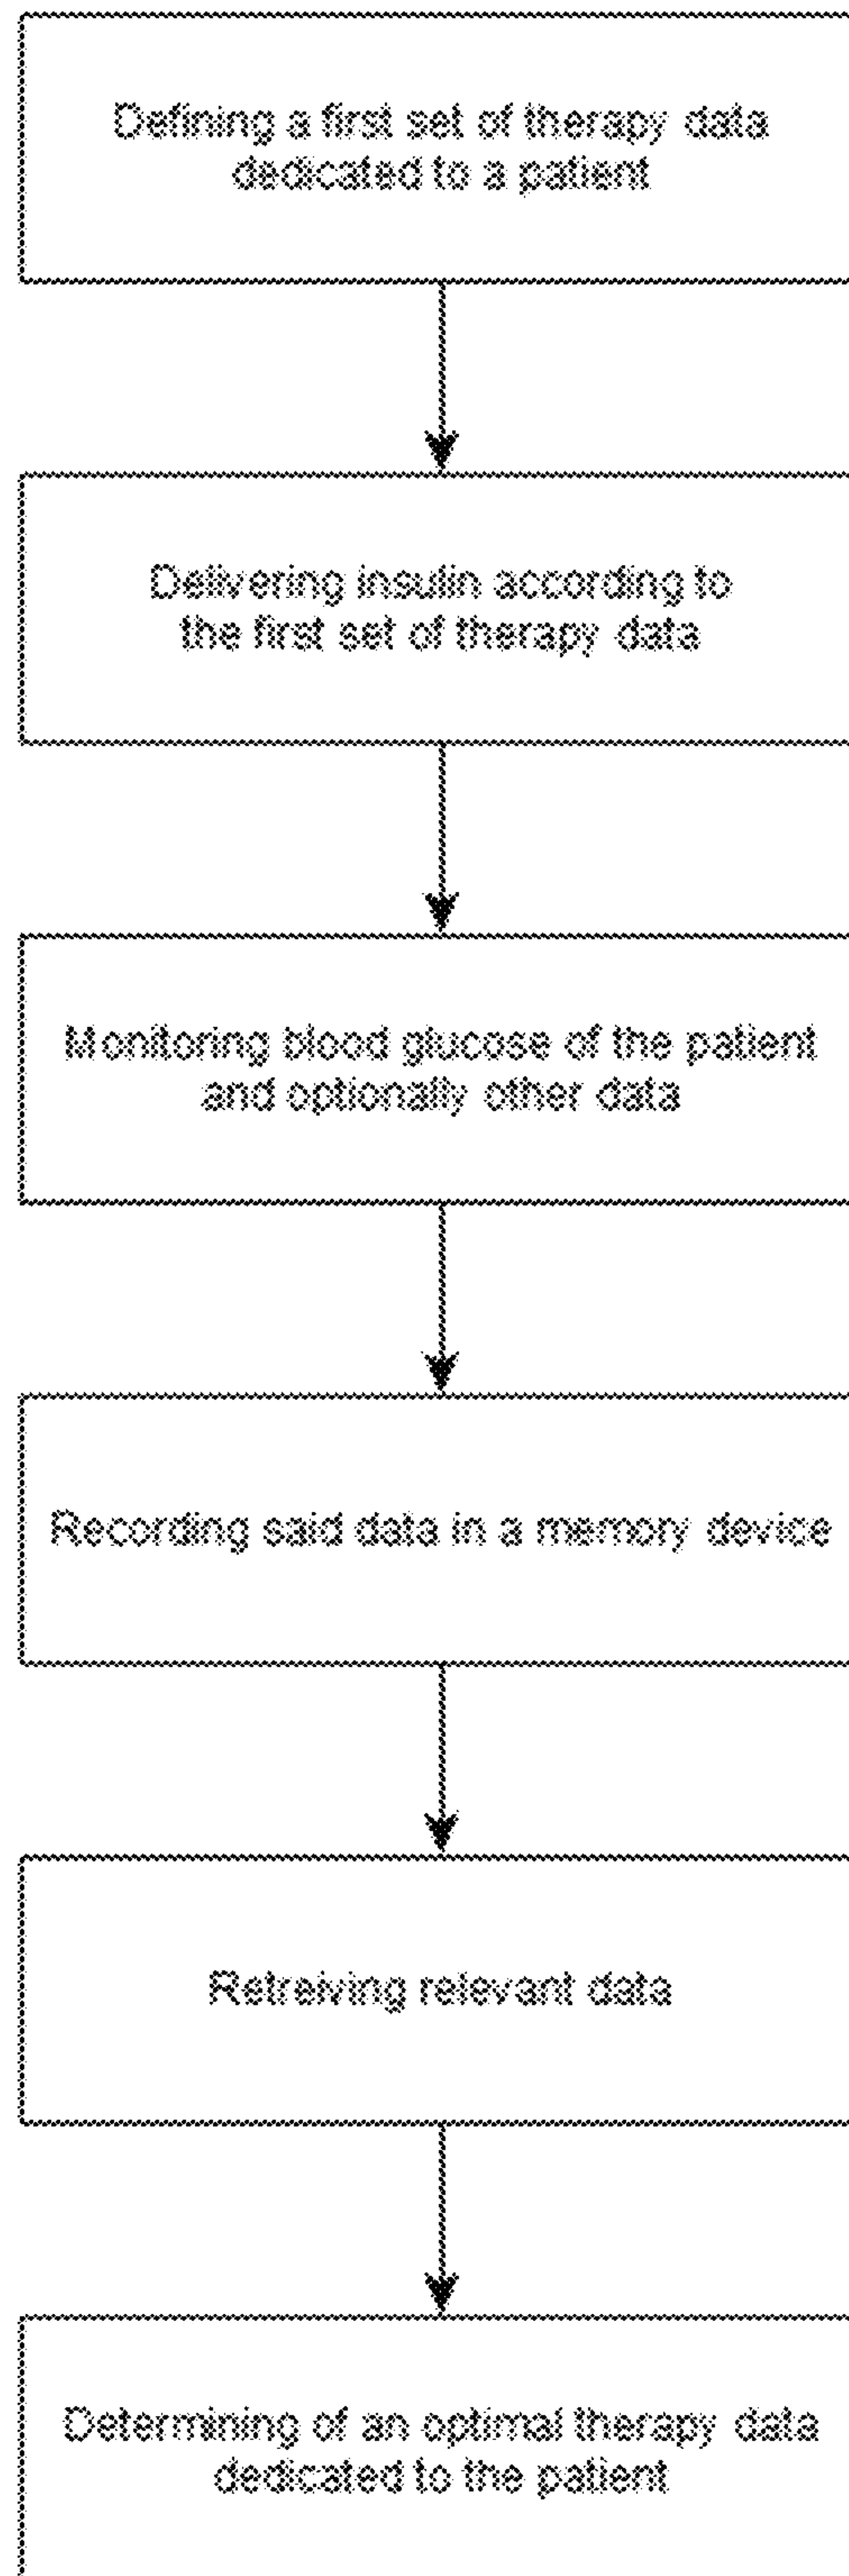 Defining a first set of therapy data
dedicated to a patient
Delivering insulin according to
the first set of therapy data
Monitoring blood glucose of the patient
and optionally other data
Recording said data in a memory device
Retreiving relevant data
Determining of an optimal therapy data
dedicated to the patient